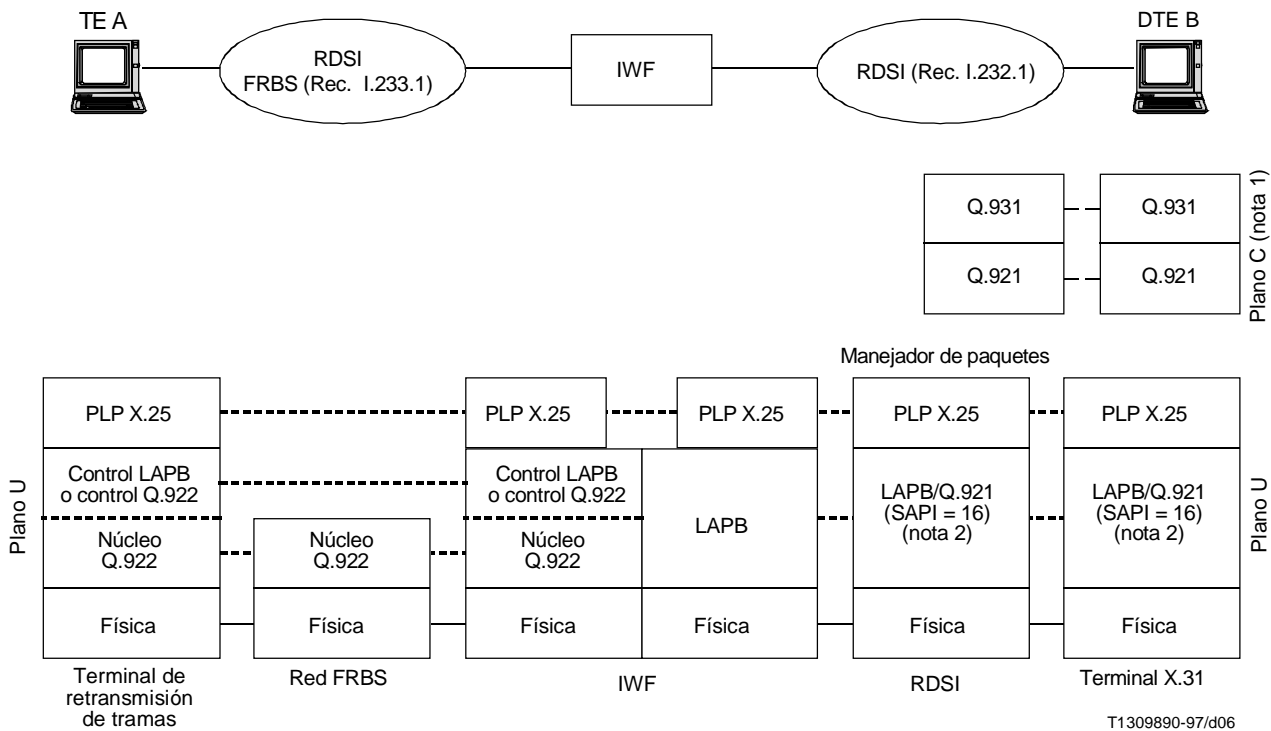 TE A
DTE B
RDSI
FRBS (Rec. I.233.1)
IWF
RDSI (Rec. I.232.1)
Q.931
Q.931
Q.921
Q.921
Plano C (nota 1)
Manejador de paquetes
PLP X.25
PLP X.25
PLP X.25
PLP X.25
PLP X.25
Plano U
Control LAPB
o control Q.922
Control LAPB
o control Q.922
LAPB
LAPB/Q.921
(SAPI = 16)
(nota 2)
LAPB/Q.921
(SAPI = 16)
(nota 2)
Plano U
Núcleo
Q.922
Núcleo
Q.922
Núcleo
Q.922
Física
Física
Física
Física
Física
Física
Terminal de
retransmisión
de tramas
Red FRBS
IWF
RDSI
Terminal X.31
T1309890-97/d06